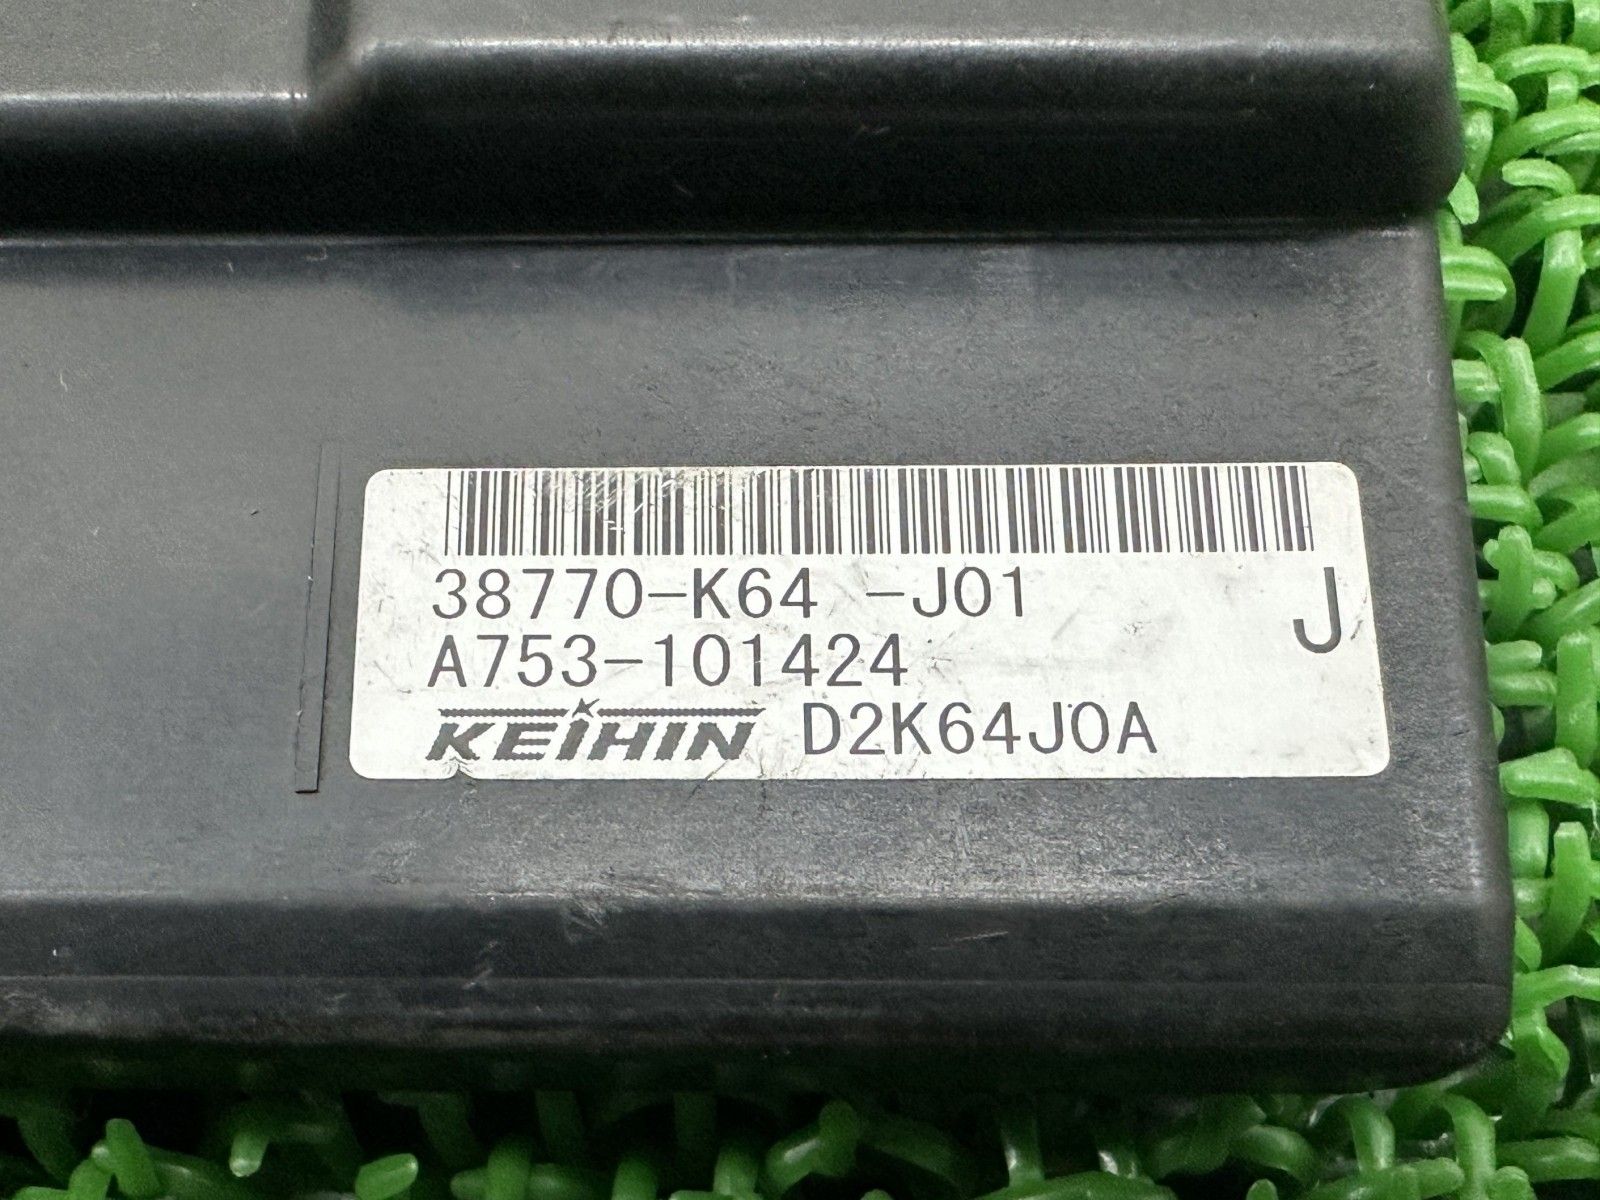 38770-K64 -J01
J
A753-101424
KEIHIN D2K64J0A